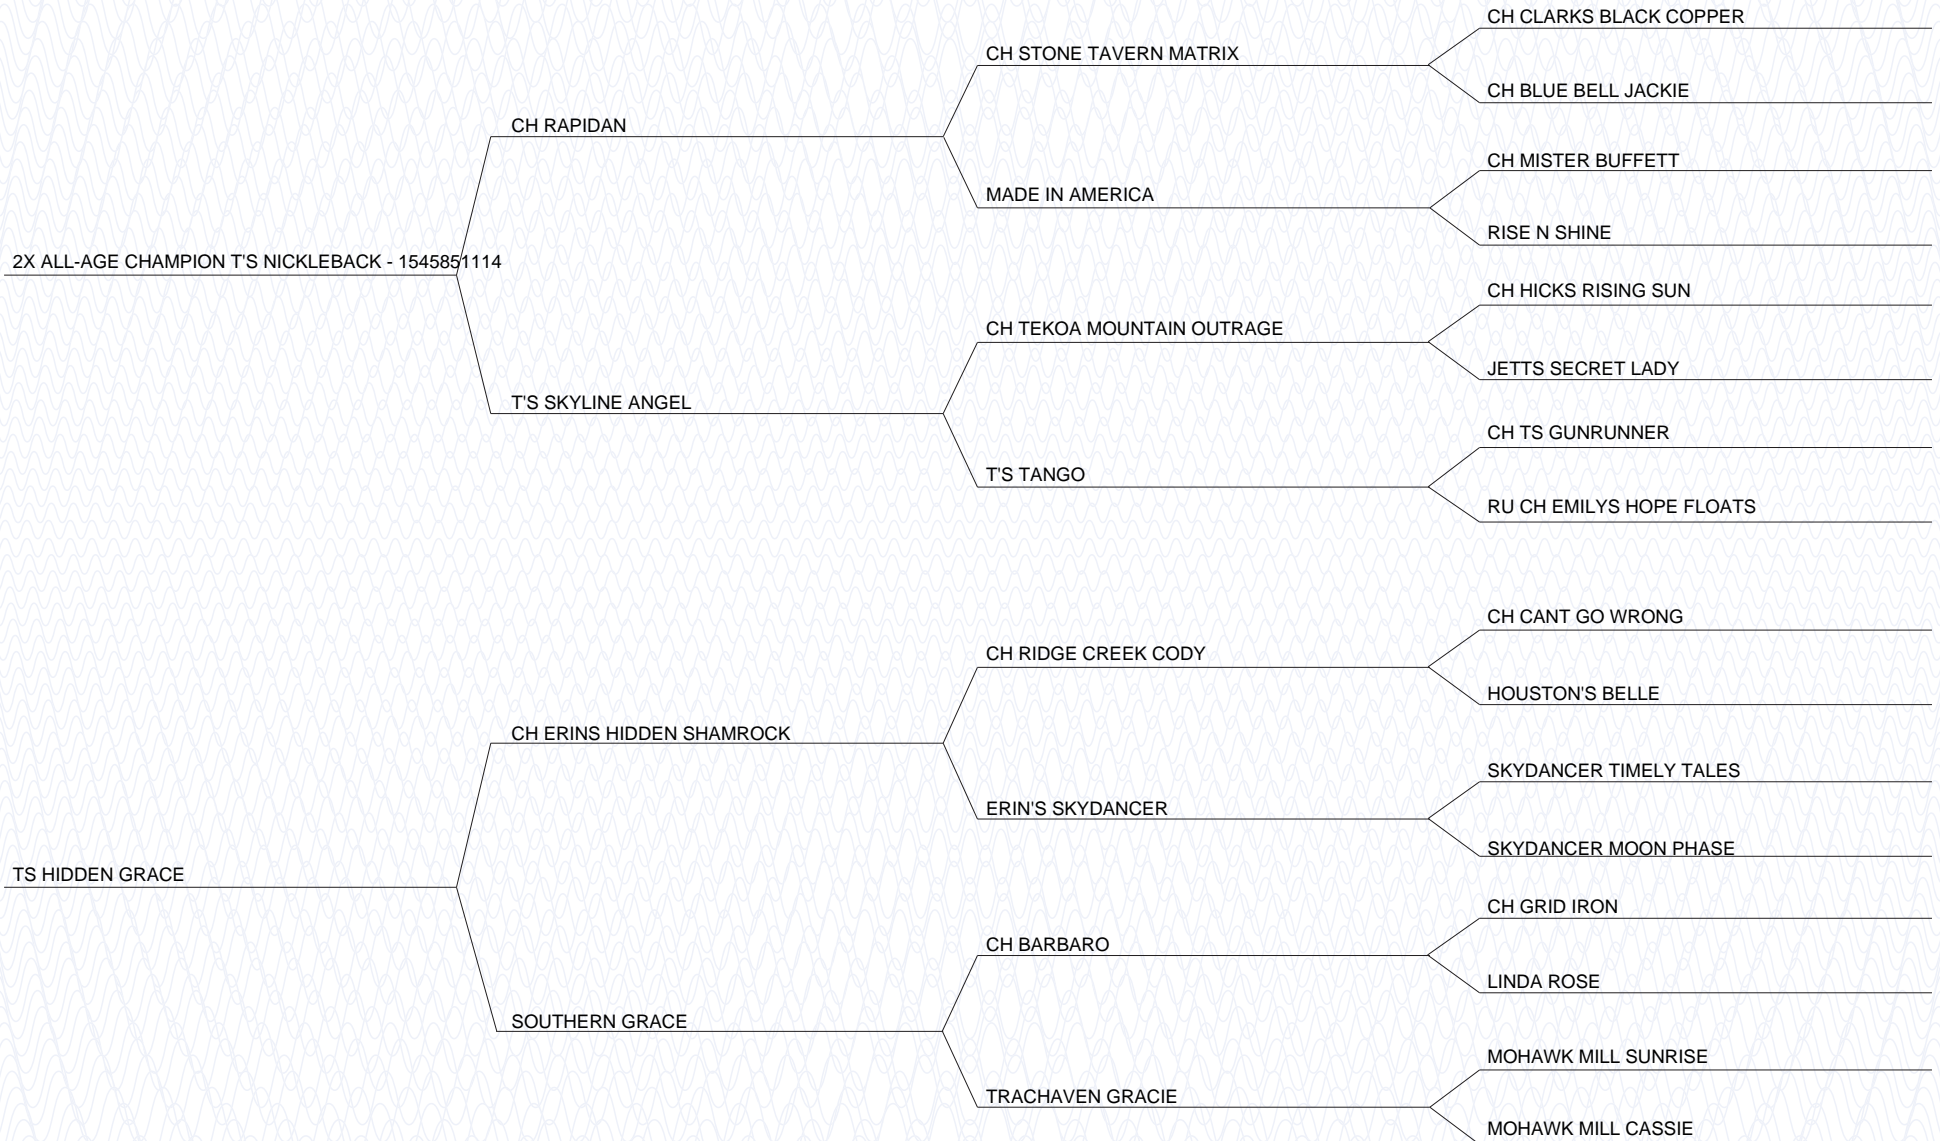 CH CLARKS BLACK COPPER
CH STONE TAVERN MATRIX
CH BLUE BELL JACKIE
CH RAPIDAN
CH MISTER BUFFETT
MADE IN AMERICA
RISE N SHINE
2X ALL-AGE CHAMPION T'S NICKLEBACK - 1545851114
CH HICKS RISING SUN
CH TEKOA MOUNTAIN OUTRAGE
JETTS SECRET LADY
T'S SKYLINE ANGEL
CH TS GUNRUNNER
T'S TANGO
RU CH EMILYS HOPE FLOATS
CH CANT GO WRONG
CH RIDGE CREEK CODY
HOUSTON'S BELLE
CH ERINS HIDDEN SHAMROCK
SKYDANCER TIMELY TALES
ERIN'S SKYDANCER
SKYDANCER MOON PHASE
TS HIDDEN GRACE
CH GRID IRON
CH BARBARO
LINDA ROSE
SOUTHERN GRACE
MOHAWK MILL SUNRISE
TRACHAVEN GRACIE
MOHAWK MILL CASSIE